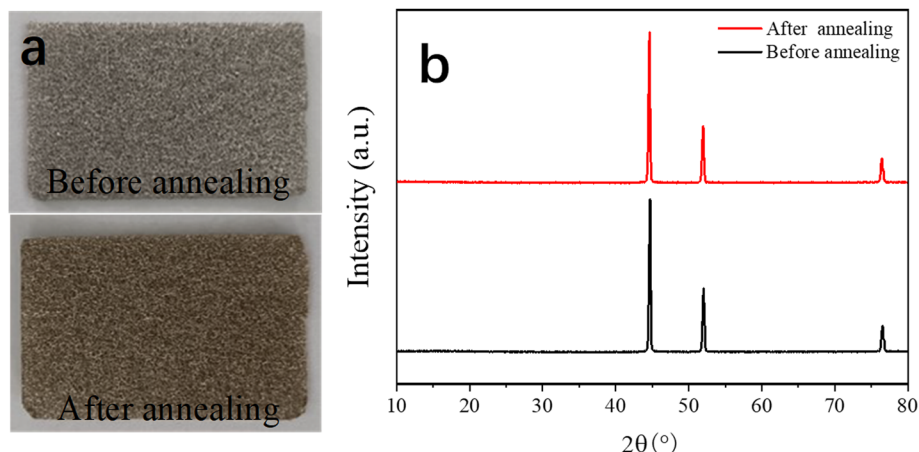 a
Before annealing
After annealing
b
After annealing
Before annealing
Intensity (a.u.)
10 20 30 40 50 60 70 80
2θ(°)